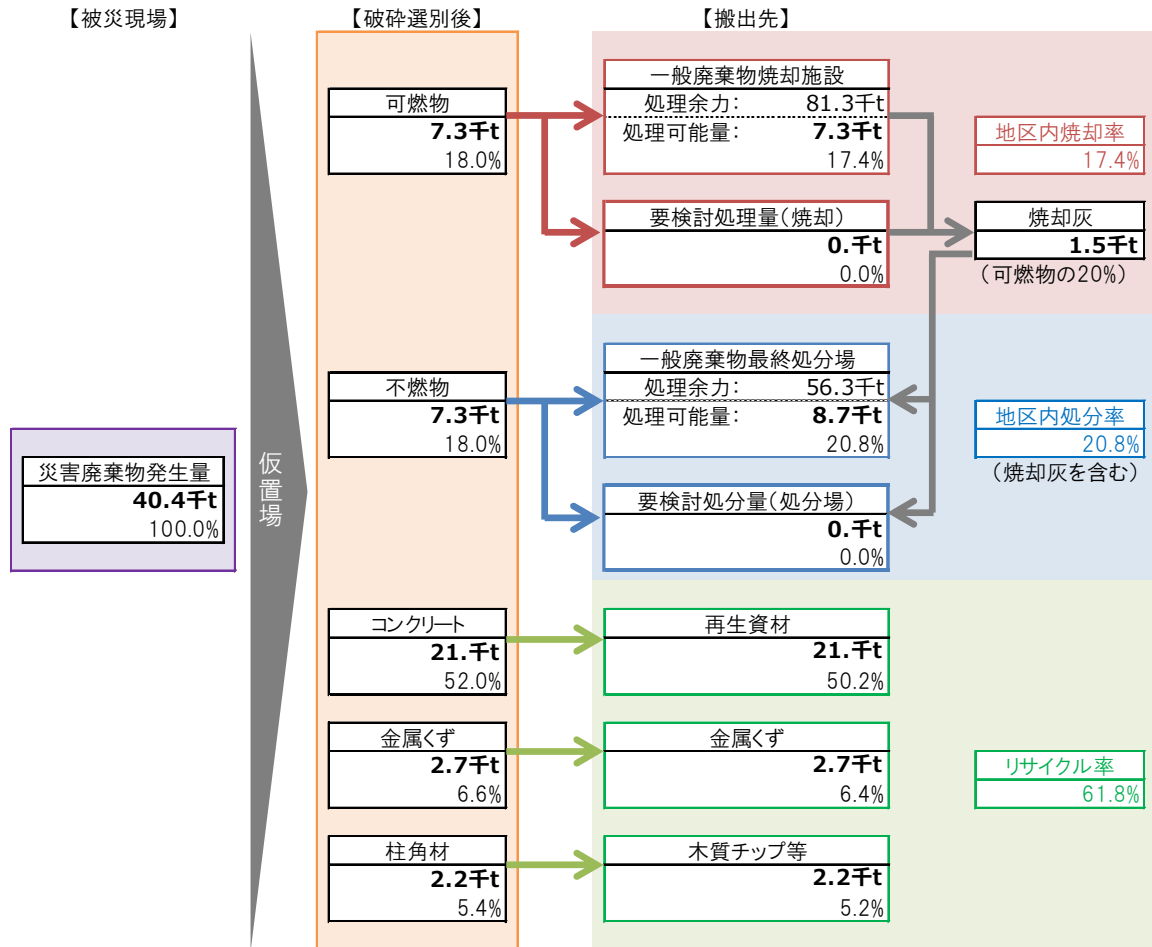 【被災現場】
【破砕選別後】
【搬出先】
災害廃棄物発生量
40.4千t
100.0%
仮置場
可燃物
7.3千t
18.0%
不燃物
7.3千t
18.0%
コンクリート
21.千t
52.0%
金属くず
2.7千t
6.6%
柱角材
2.2千t
5.4%
一般廃棄物焼却施設
処理余力: 81.3千t
処理可能量: 7.3千t
17.4%
要検討処理量(焼却)
0.千t
0.0%
地区内焼却率
17.4%
焼却灰
1.5千t
(可燃物の20%)
一般廃棄物最終処分場
処理余力: 56.3千t
処理可能量: 8.7千t
20.8%
要検討処分量(処分場)
0.千t
0.0%
地区内処分率
20.8%
(焼却灰を含む)
再生資材
21.千t
50.2%
金属くず
2.7千t
6.4%
木質チップ等
2.2千t
5.2%
リサイクル率
61.8%